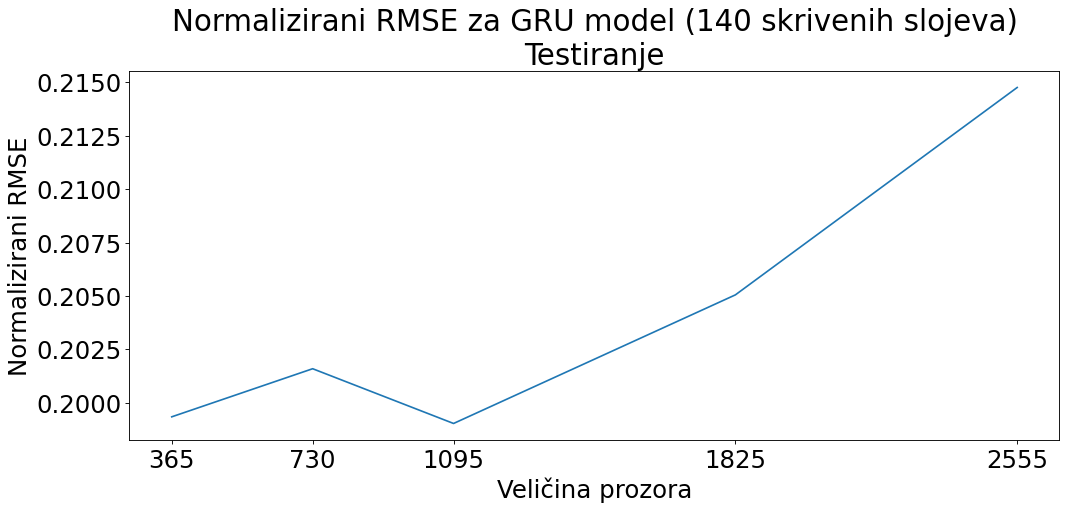 Normalizirani RMSE za GRU model (140 skrivenih slojeva)
Testiranje
Normalizirani RMSE
0.2150
0.2125
0.2100
0.2075
0.2050
0.2025
0.2000
365 730 1095 1825 2555
Veličina prozora